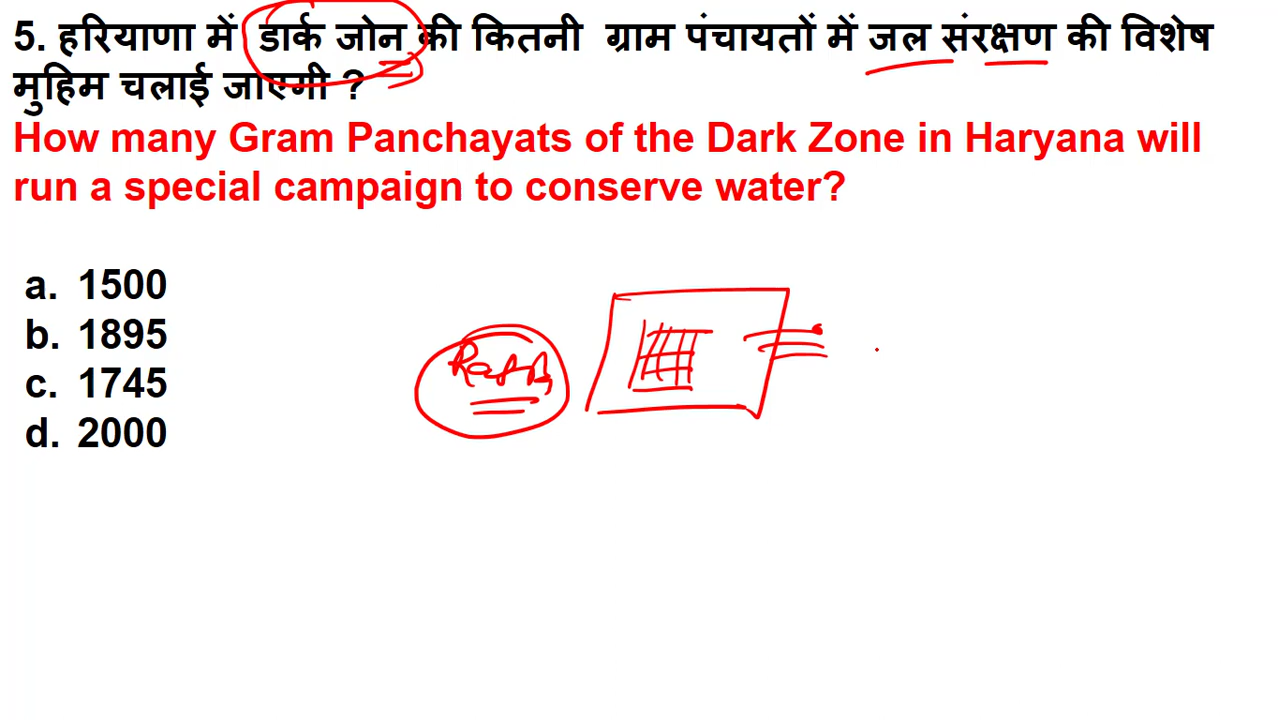 5. हरियाणा में डार्क जोन की कितनी ग्राम पंचायतों में जल संरक्षण की विशेष
मुहिम चलाई जाएगी ?
How many Gram Panchayats of the Dark Zone in Haryana will
run a special campaign to conserve water?
a. 1500
b. 1895
c. 1745
d. 2000